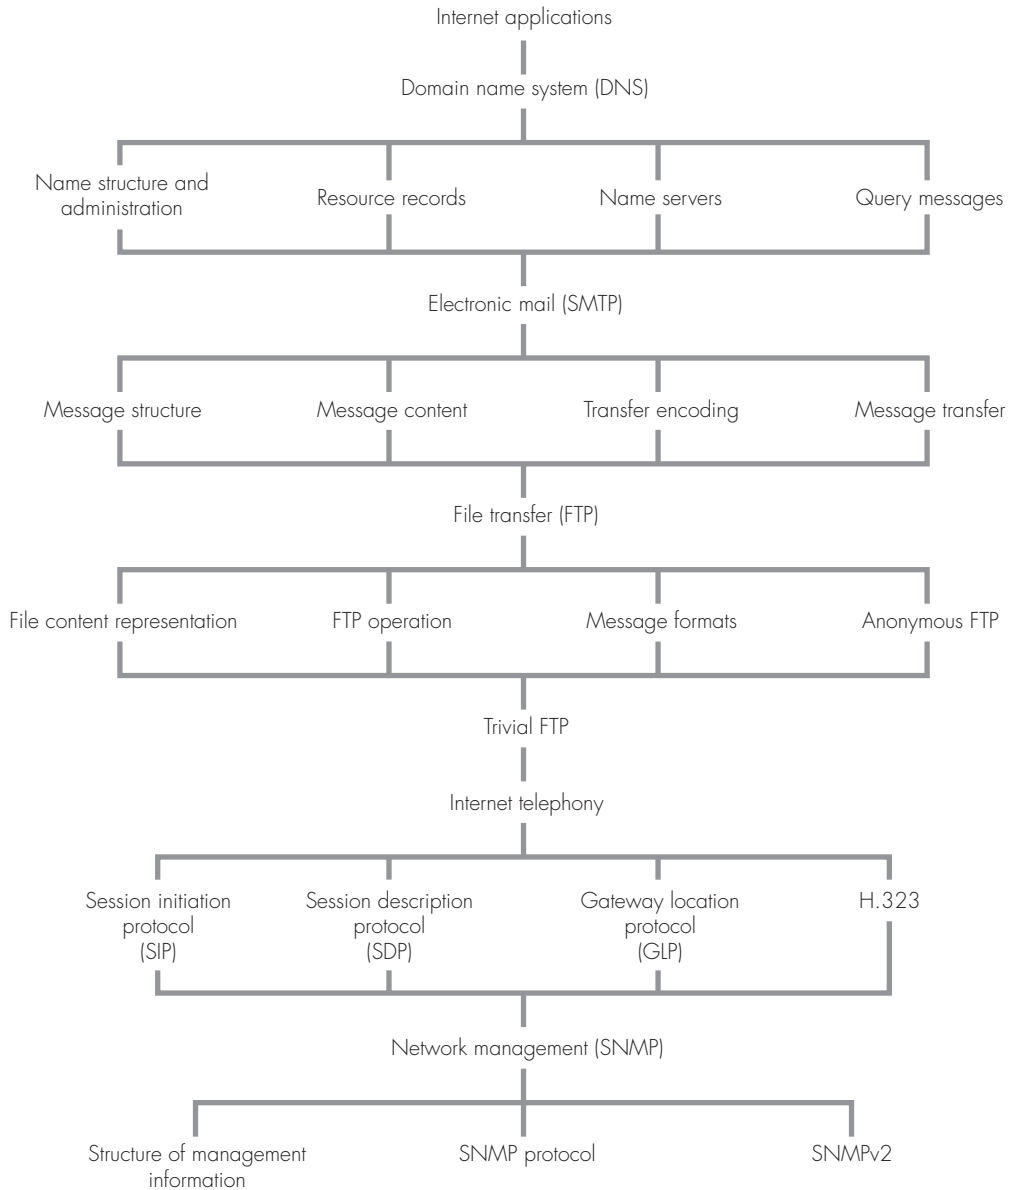 Internet applications
Domain name system (DNS)
Name structure and
administration
Resource records
Name servers
Query messages
Electronic mail (SMTP)
Message structure
Message content
Transfer encoding
Message transfer
File transfer (FTP)
File content representation
FTP operation
Message formats
Anonymous FTP
Trivial FTP
Internet telephony
Session initiation
protocol
(SIP)
Session description
protocol
(SDP)
Gateway location
protocol
(GLP)
H.323
Network management (SNMP)
Structure of management
information
SNMP protocol
SNMPv2